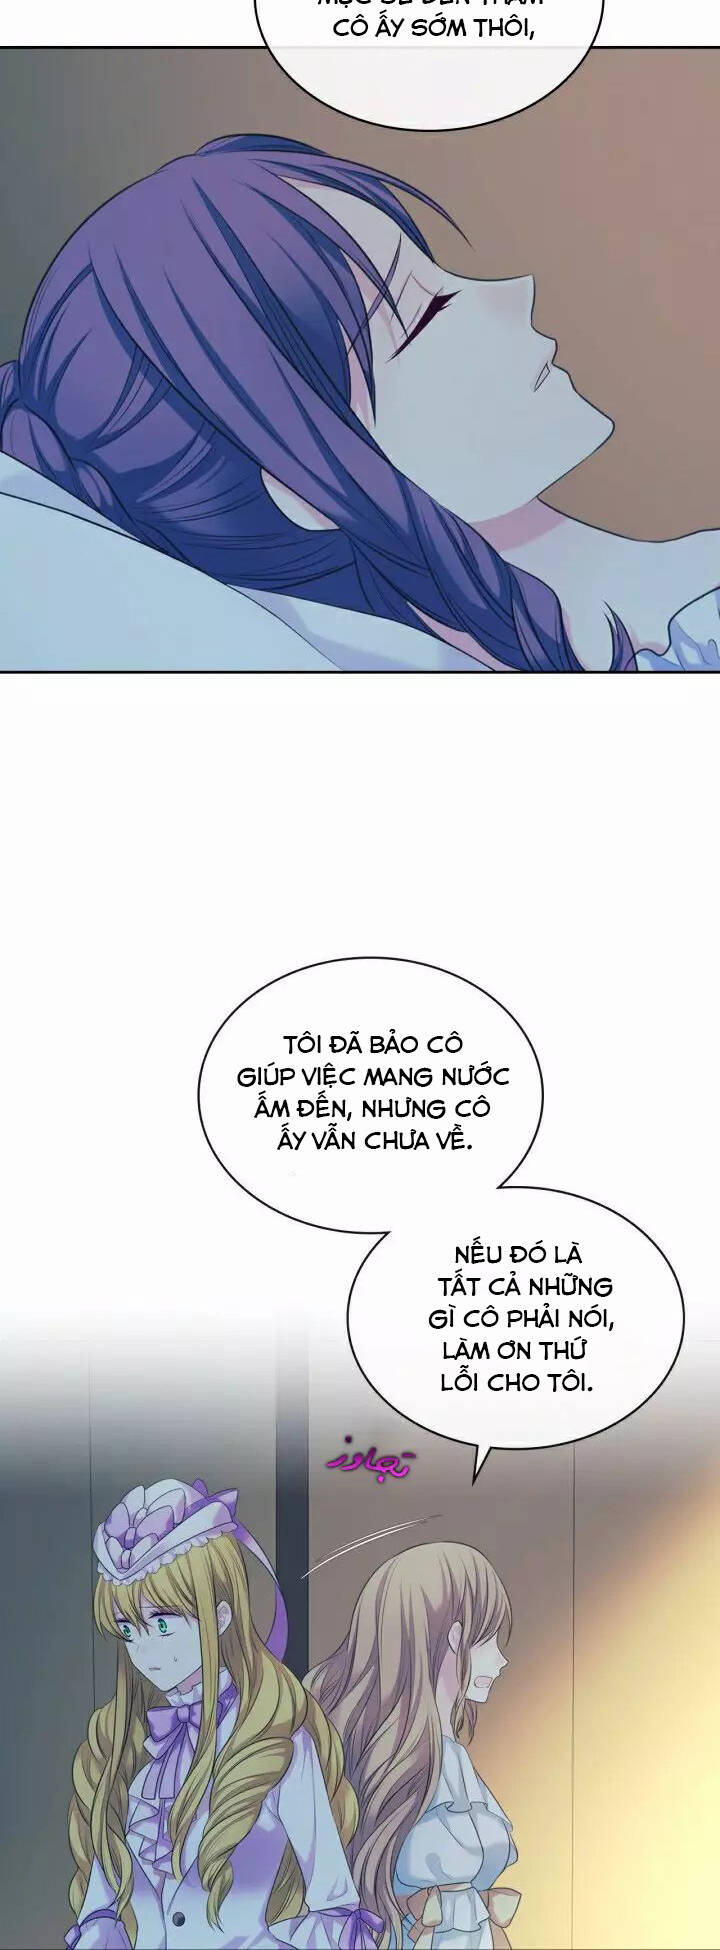 CÔ ẤY SỚM THÔI,
TÔI ĐÃ BẢO CÔ
GIÚP VIỆC MANG NƯỚC
ẤM ĐẾN, NHƯNG CÔ
ẤY VẪN CHƯA VỀ.
NẾU ĐÓ LÀ
TẤT CẢ NHỮNG
GÌ CÔ PHẢI NÓI,
LÀM ƠN THỨ
LỖI CHO TÔI.
تجاوز